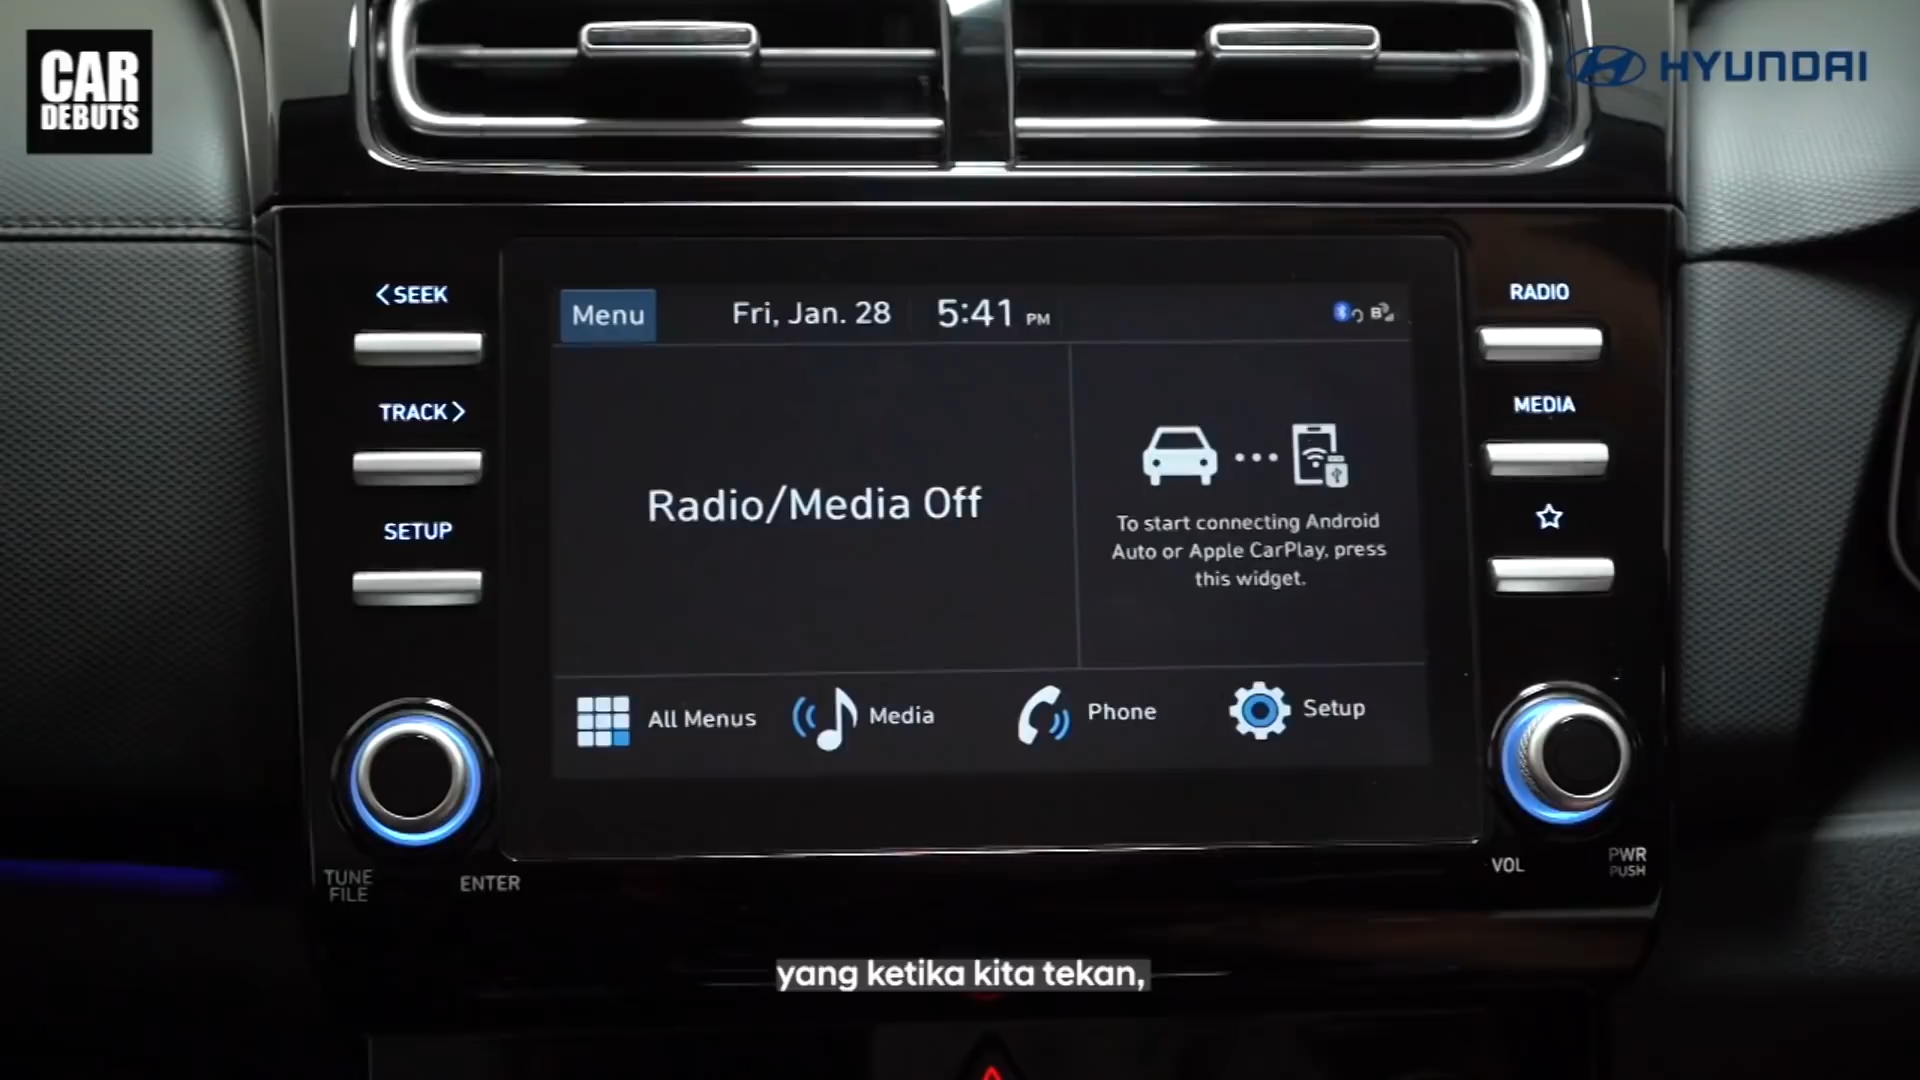 CAR
DEBUTS
HYUNDAI
<SEEK
TRACK>
SETUP
TUNE
FILE
ENTER
Menu
Fri, Jan. 28
5:41 PM
Radio/Media Off
To start connecting Android
Auto or Apple CarPlay, press
this widget.
All Menus
Media
Phone
Setup
RADIO
MEDIA
VOL
PWR
PUSH
yang ketika kita tekan,